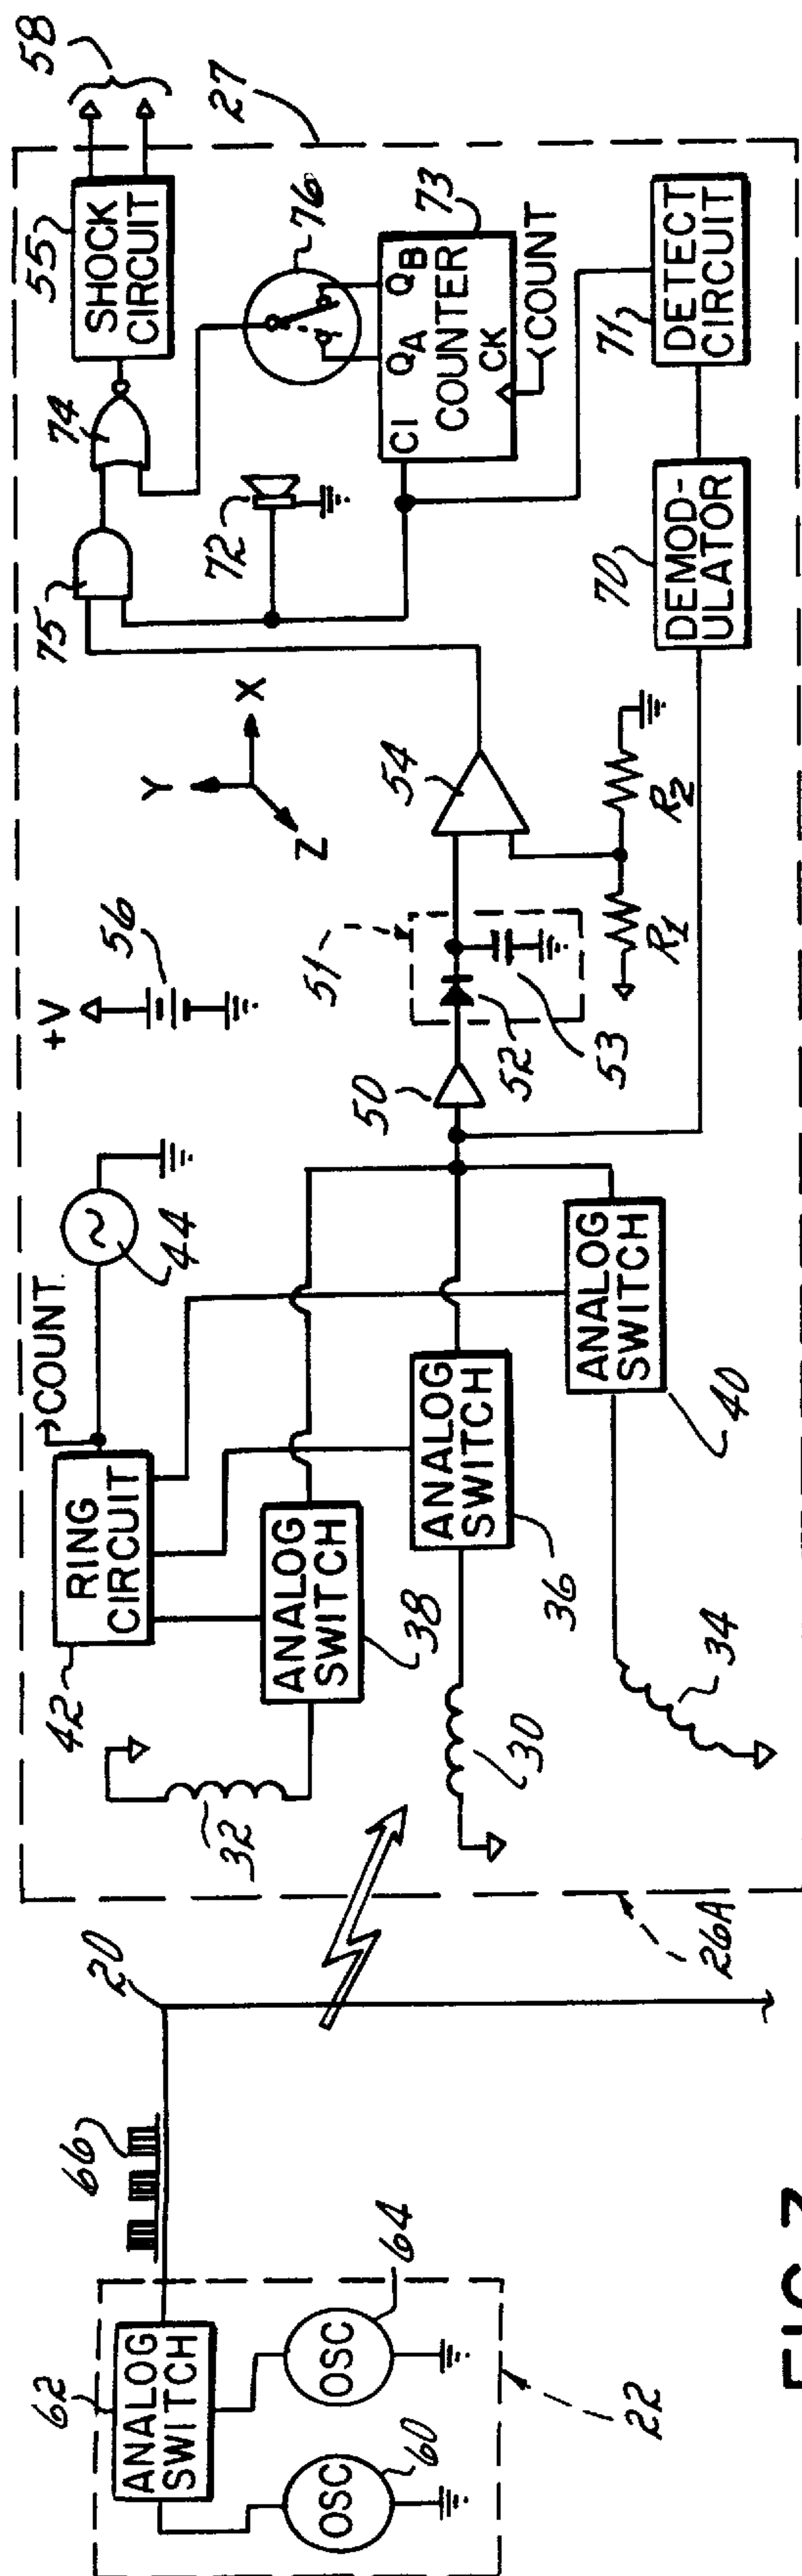 62
ANALOG
SWITCH
66
20
OSC
60
OSC
64
22
FIG. 3
26A
27
42
RING
CIRCUIT
COUNT
44
+V
56
Y
X
Z
32
ANALOG
SWITCH
38
30
ANALOG
SWITCH
36
34
ANALOG
SWITCH
40
50
51
52
53
54
R1
R2
75
74
55
SHOCK
CIRCUIT
58
72
76
CI QA QB
COUNTER
CK
73
COUNT
70
DEMOD-
ULATOR
71
DETECT
CIRCUIT